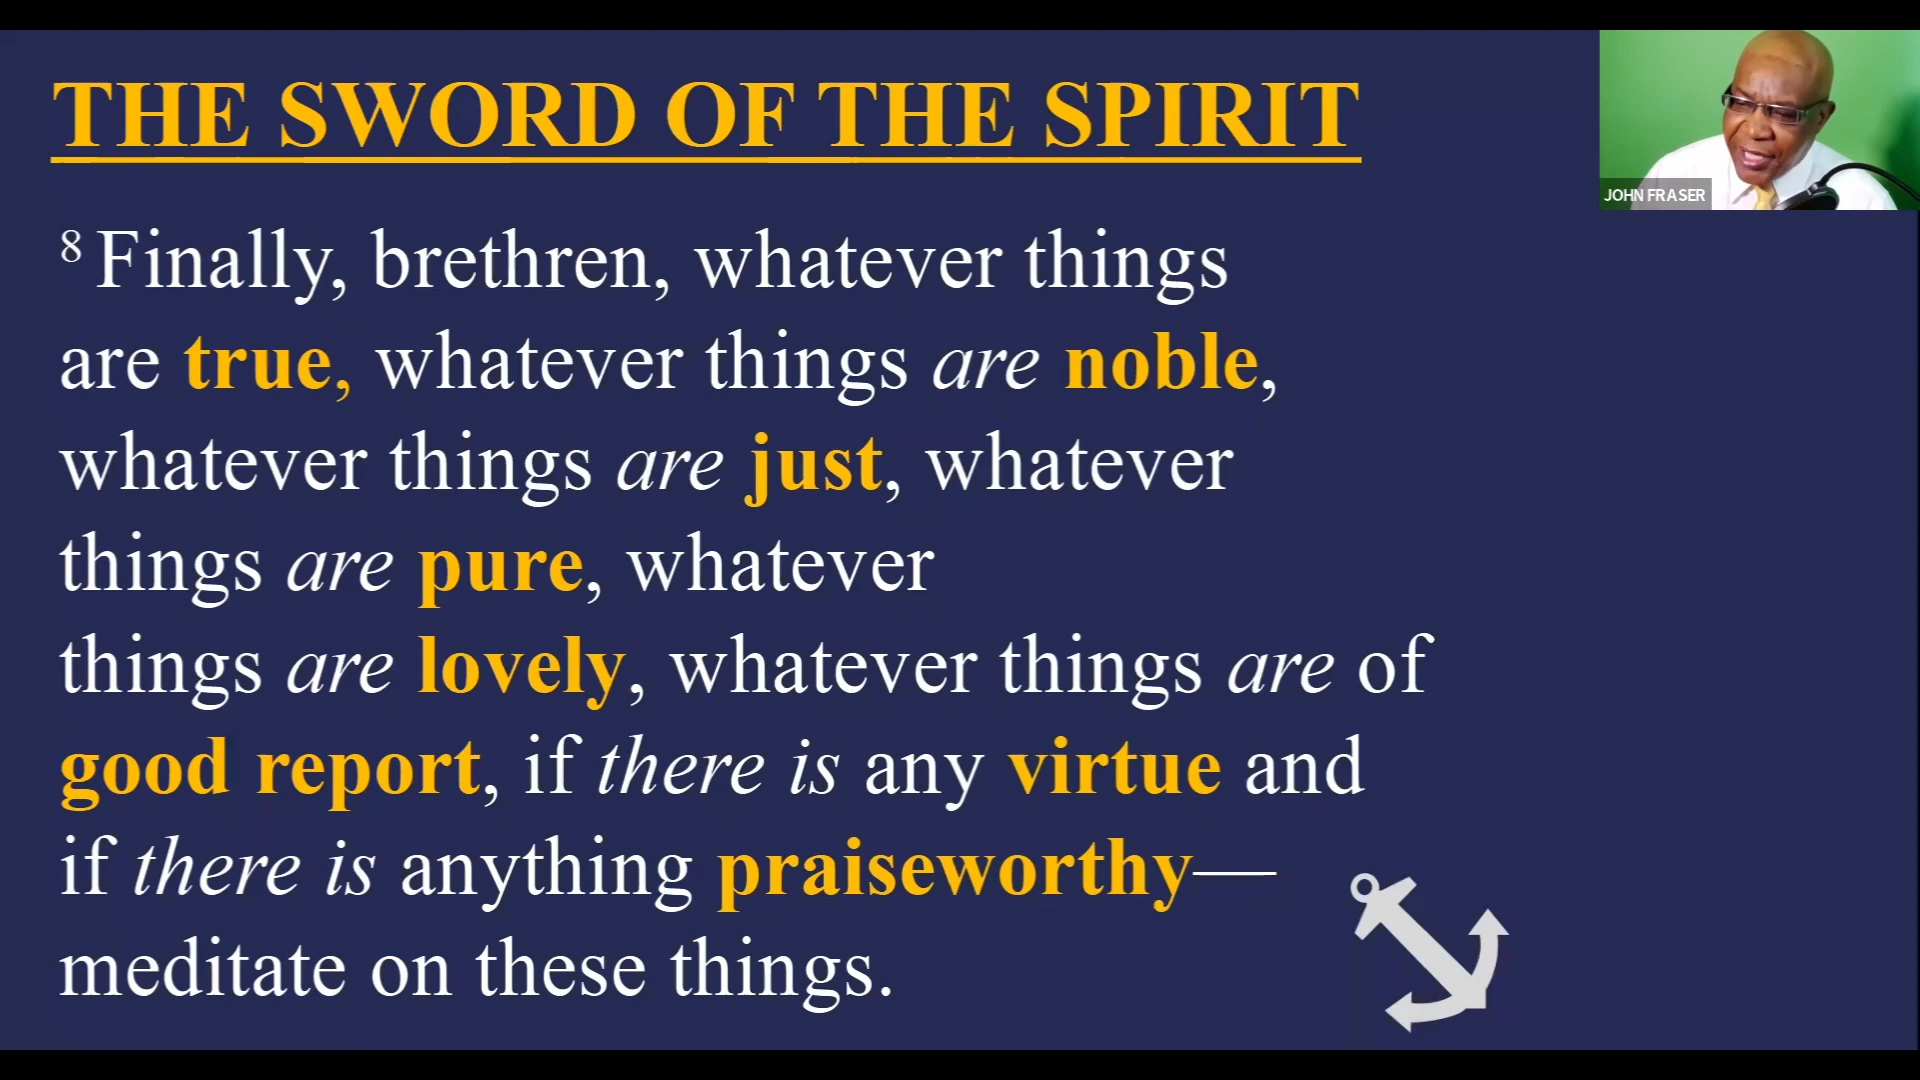 THE SWORD OF THE SPIRIT
JOHN FRASER
8 Finally, brethren, whatever things
are true, whatever things are noble,
whatever things are just, whatever
things are pure, whatever
things are lovely, whatever things are of
good report, if there is any virtue and
if there is anything praiseworthy—
meditate on these things.